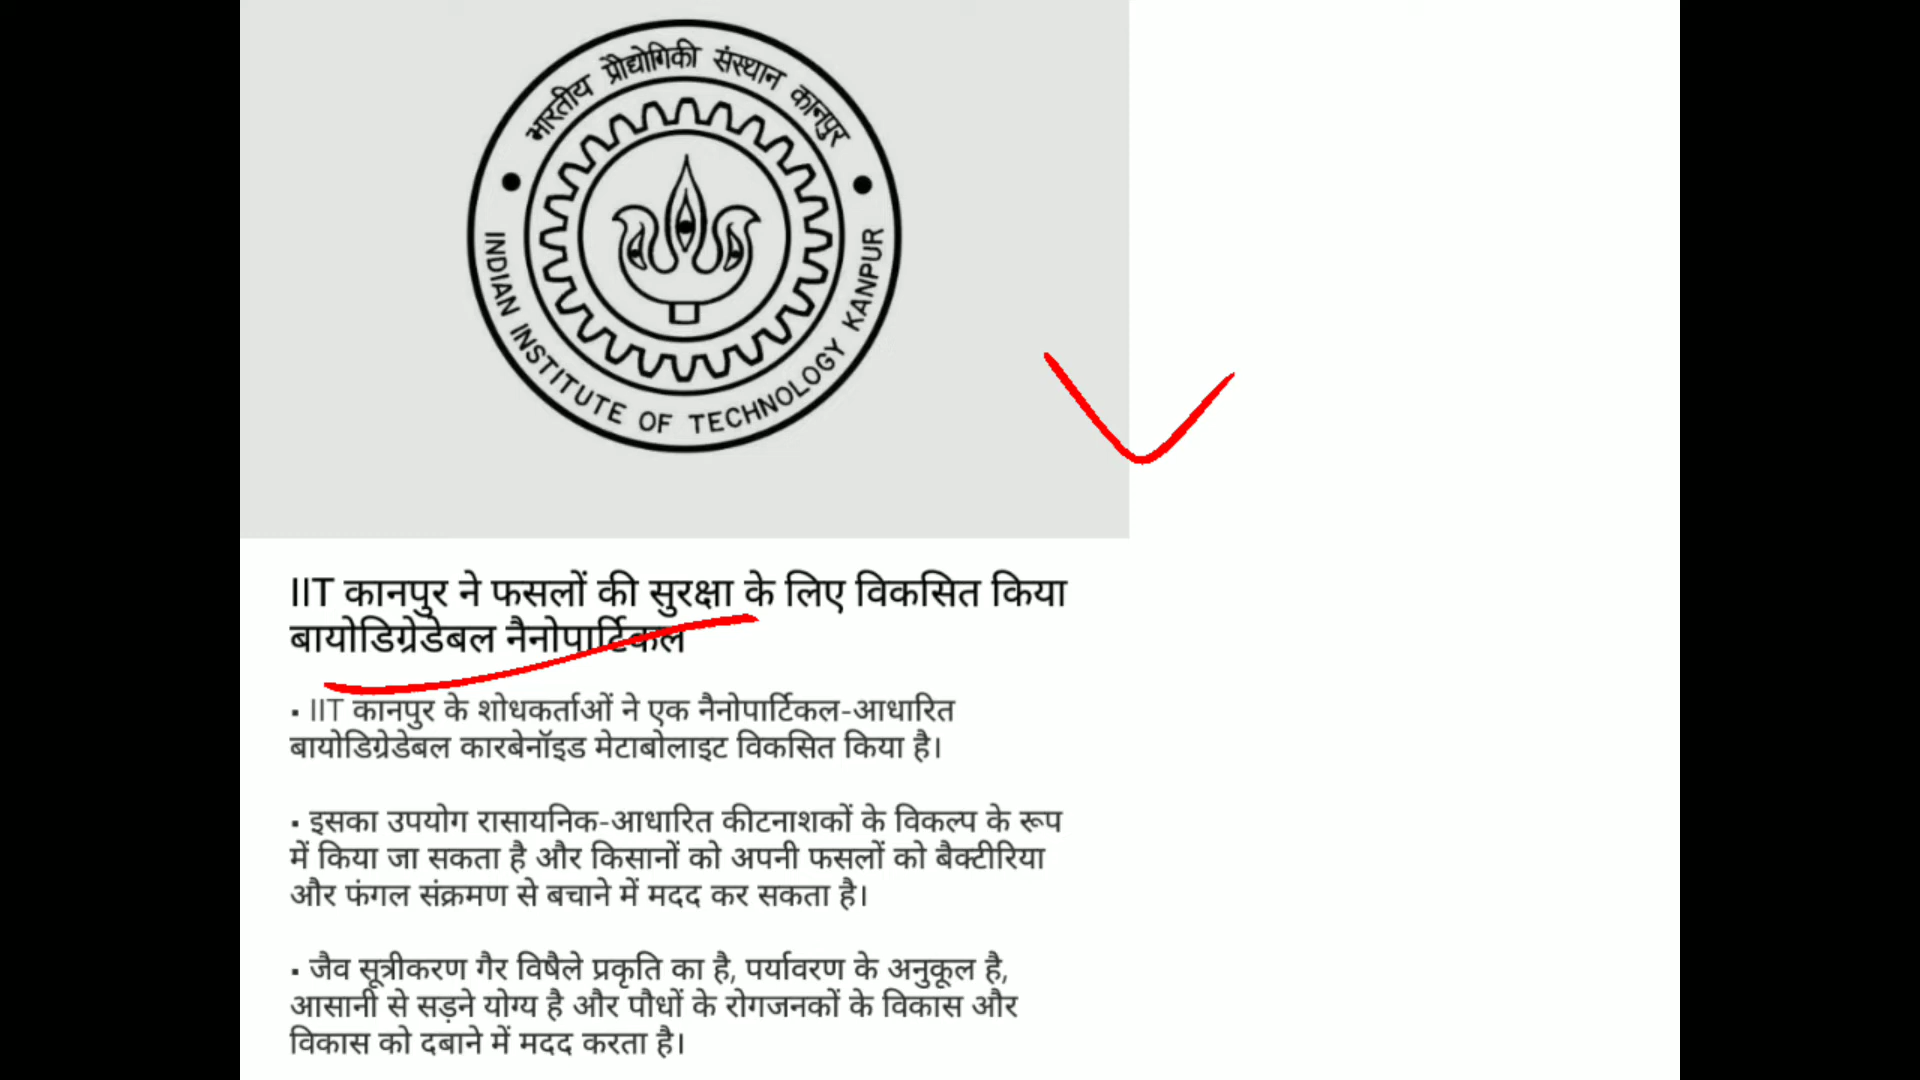 भारतीय प्रौद्योगिकी संस्थान कानपुर
INDIAN INSTITUTE OF TECHNOLOGY KANPUR
IIT कानपुर ने फसलों की सुरक्षा के लिए विकसित किया
बायोडिग्रेडेबल नैनोपार्टिकल
▪ IIT कानपुर के शोधकर्ताओं ने एक नैनोपार्टिकल-आधारित
बायोडिग्रेडेबल कारबेनॉइड मेटाबोलाइट विकसित किया है।
▪ इसका उपयोग रासायनिक-आधारित कीटनाशकों के विकल्प के रूप
में किया जा सकता है और किसानों को अपनी फसलों को बैक्टीरिया
और फंगल संक्रमण से बचाने में मदद कर सकता है।
▪ जैव सूत्रीकरण गैर विषैले प्रकृति का है, पर्यावरण के अनुकूल है,
आसानी से सड़ने योग्य है और पौधों के रोगजनकों के विकास और
विकास को दबाने में मदद करता है।